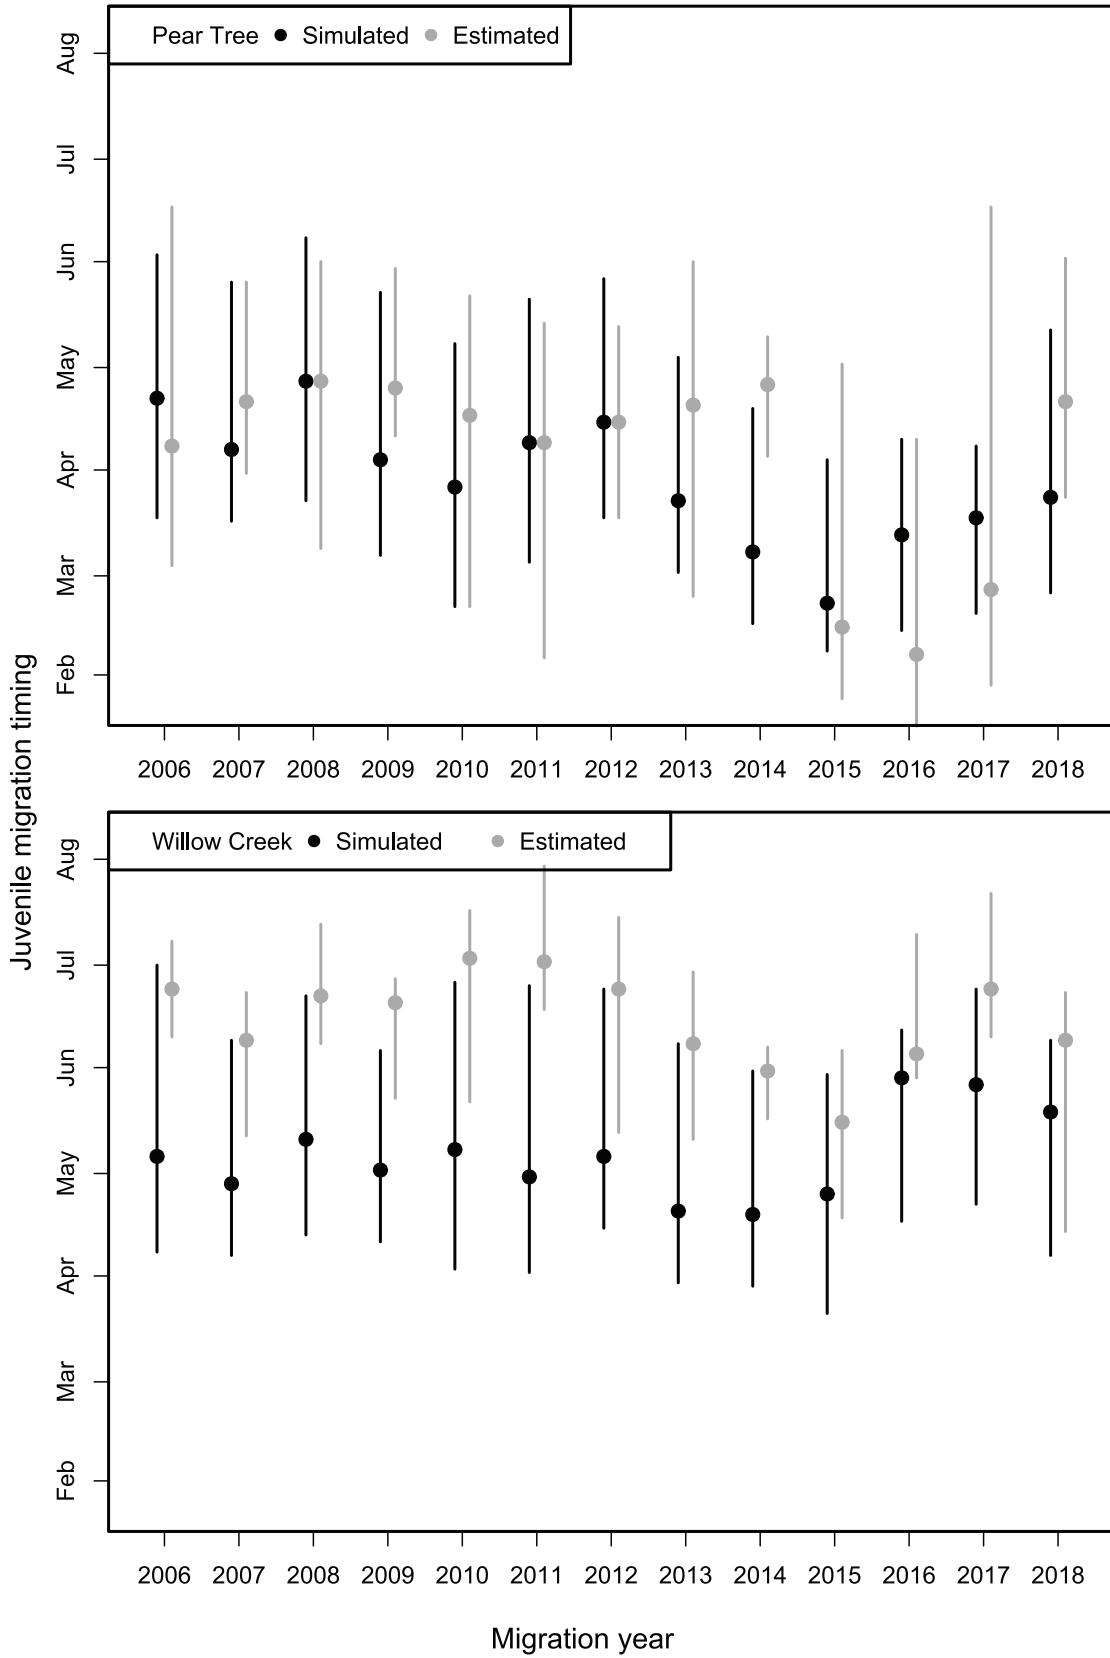 Pear Tree Simulated Estimated
Aug
Jul
Jun
May
Apr
Mar
Feb
2006 2007 2008 2009 2010 2011 2012 2013 2014 2015 2016 2017 2018
Juvenile migration timing
Willow Creek Simulated Estimated
Aug
Jul
Jun
May
Apr
Mar
Feb
2006 2007 2008 2009 2010 2011 2012 2013 2014 2015 2016 2017 2018
Migration year